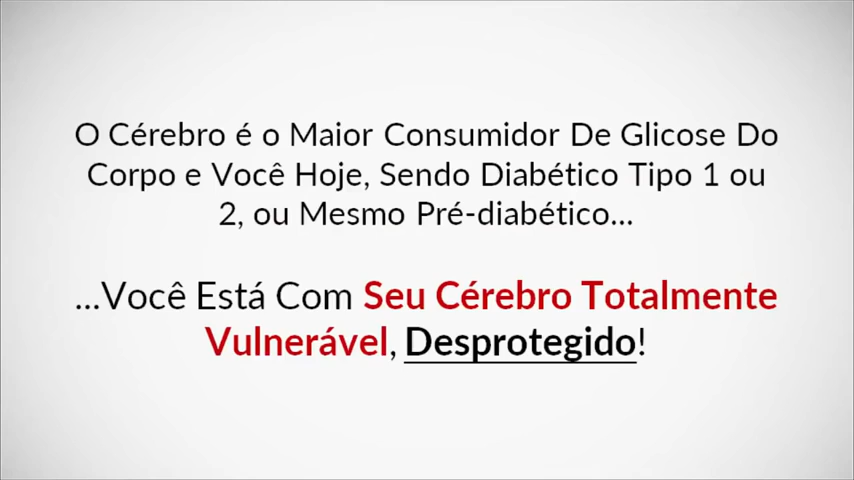 O Cérebro é o Maior Consumidor De Glicose Do
Corpo e Você Hoje, Sendo Diabético Tipo 1 ou
2, ou Mesmo Pré-diabético...
...Você Está Com Seu Cérebro Totalmente
Vulnerável, Desprotegido!